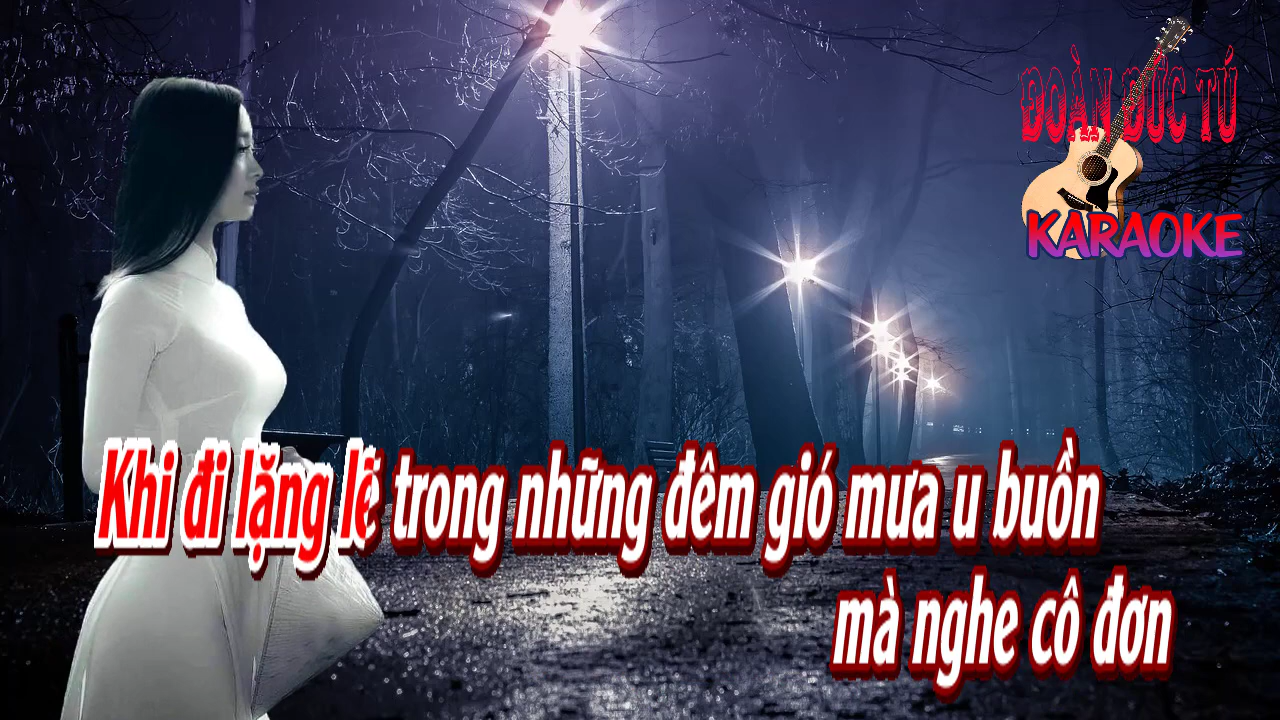 ĐOÀN ĐỨC TÚ
KARAOKE
Khi đi lặng lẽ trong những đêm gió mưa u buồn
mà nghe cô đơn